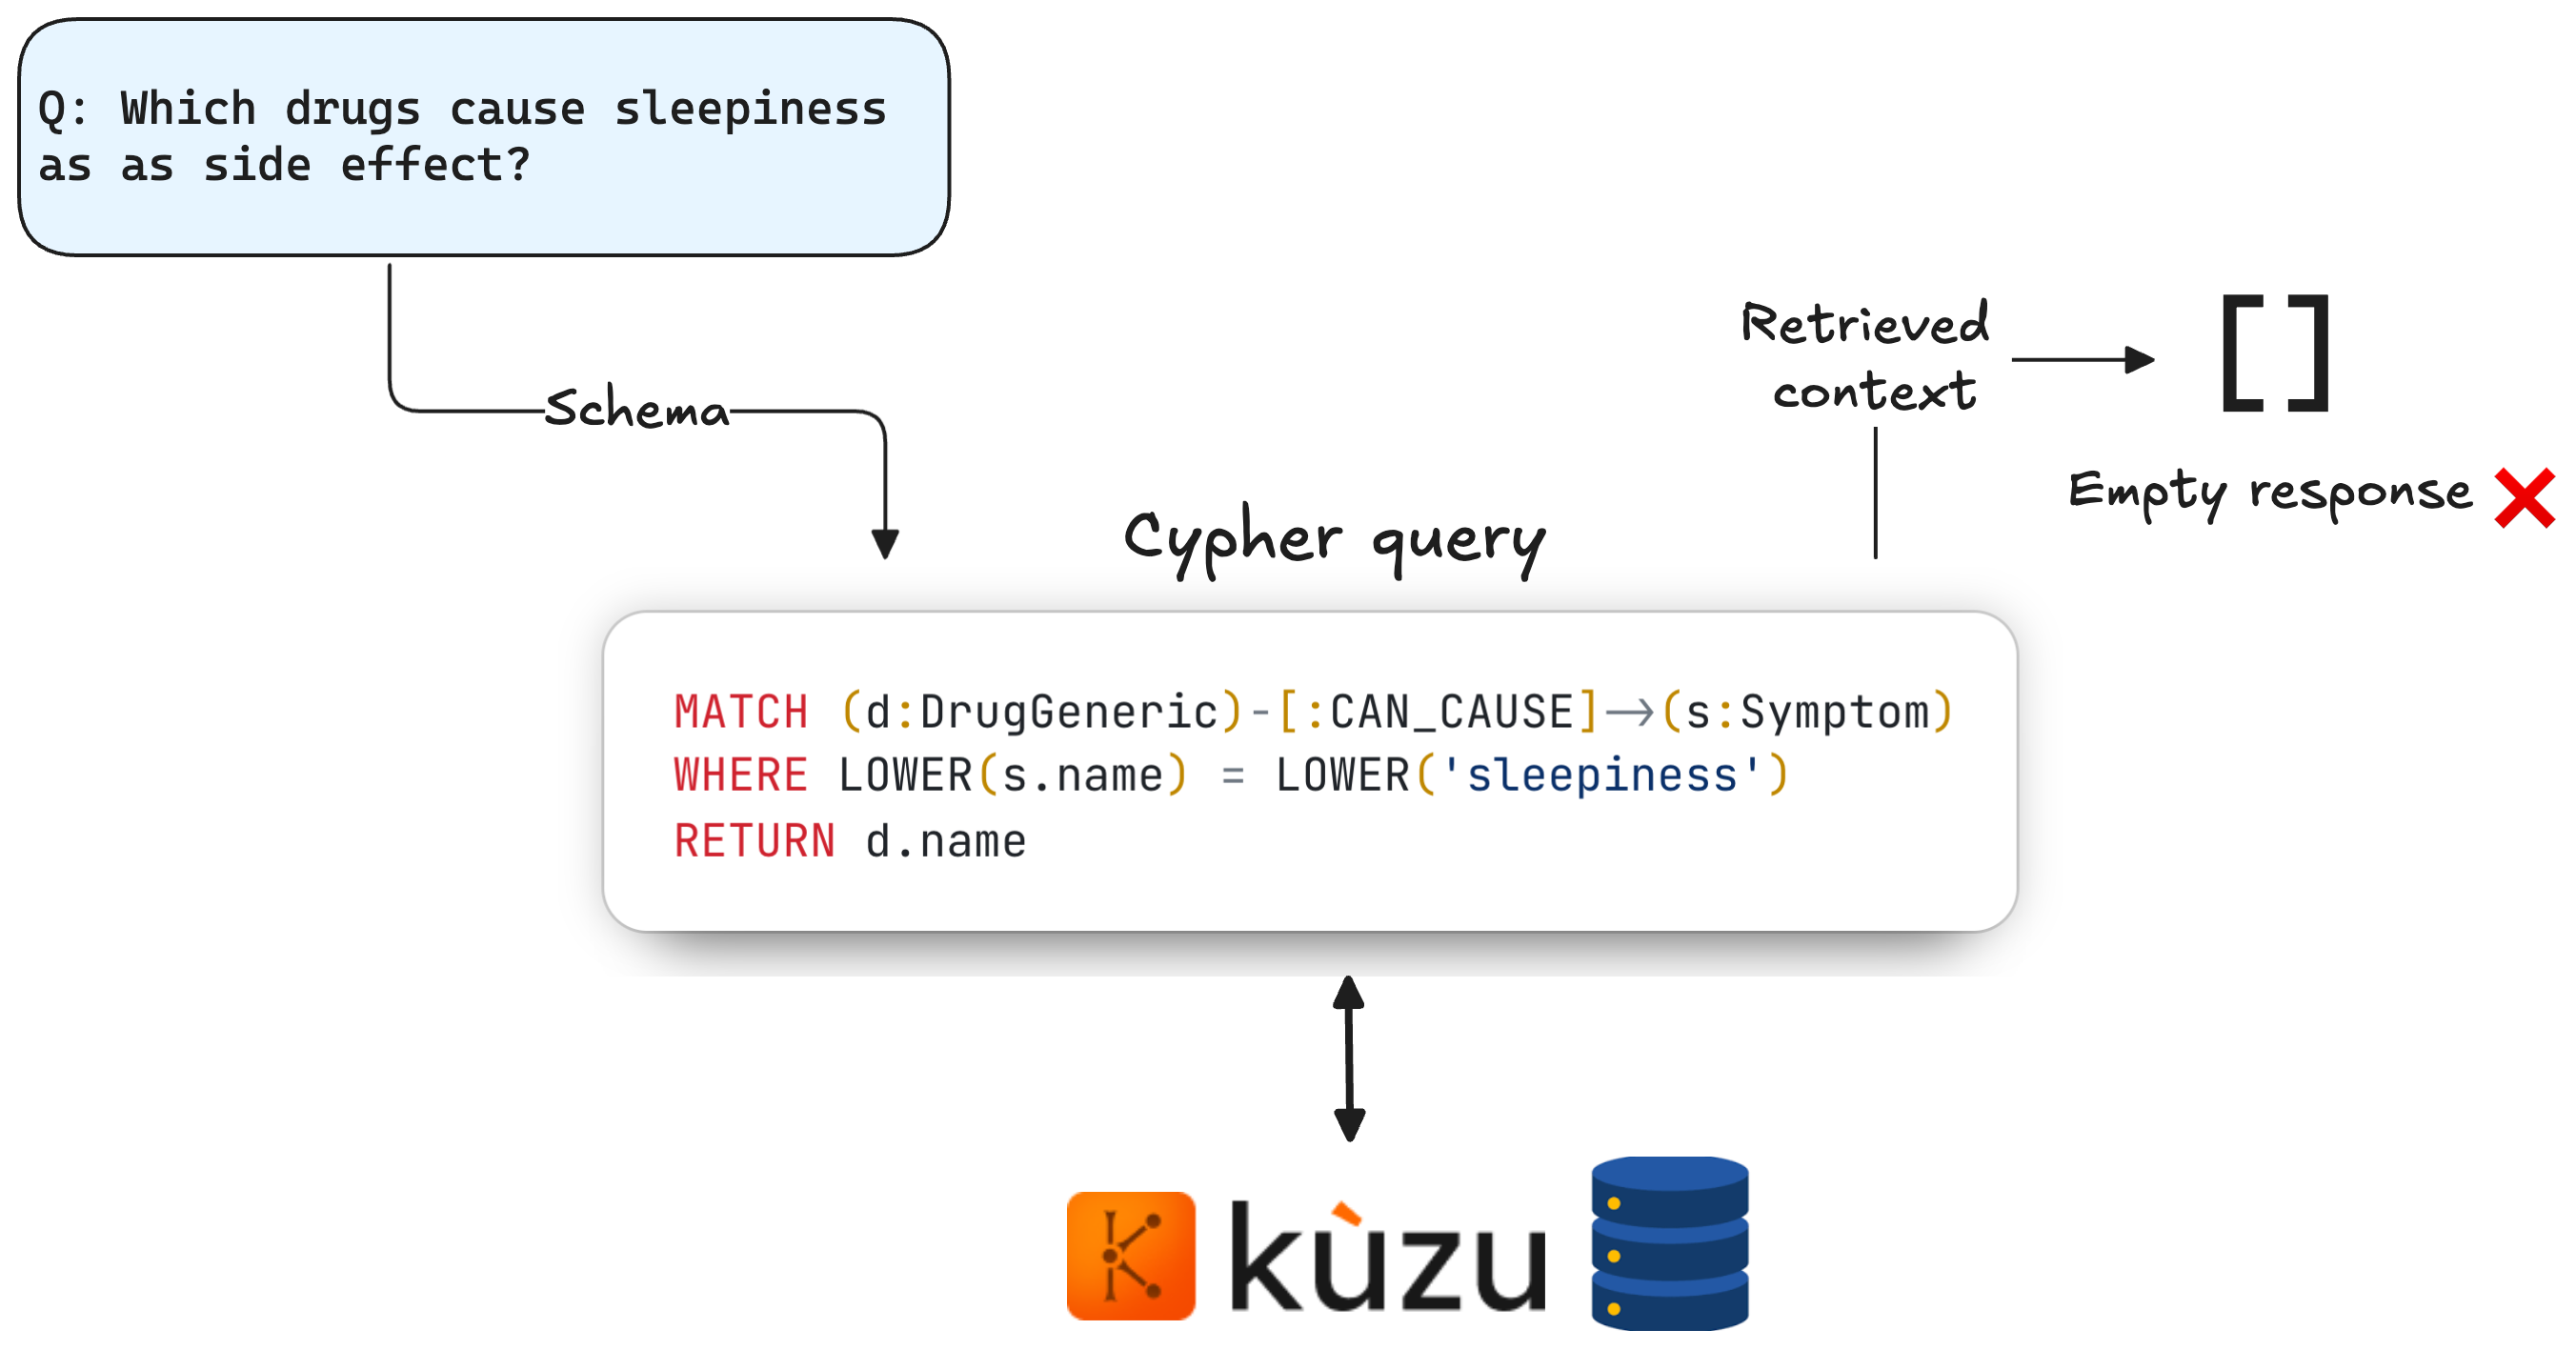 Q: Which drugs cause sleepiness
as as side effect?
Schema
Retrieved
context
[]
Empty response
Cypher query
MATCH (d:DrugGeneric)-[:CAN_CAUSE]->(s:Symptom)
WHERE LOWER(s.name) = LOWER('sleepiness')
RETURN d.name
kùzu